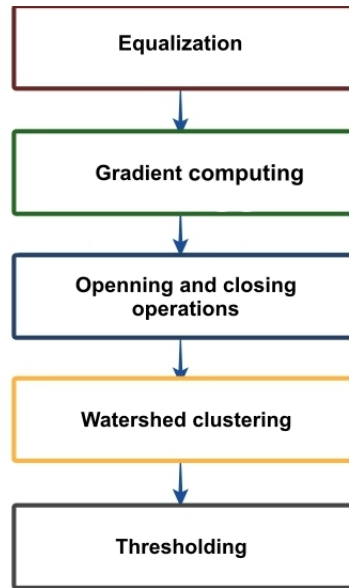 Equalization
Gradient computing
Openning and closing
operations
Watershed clustering
Thresholding